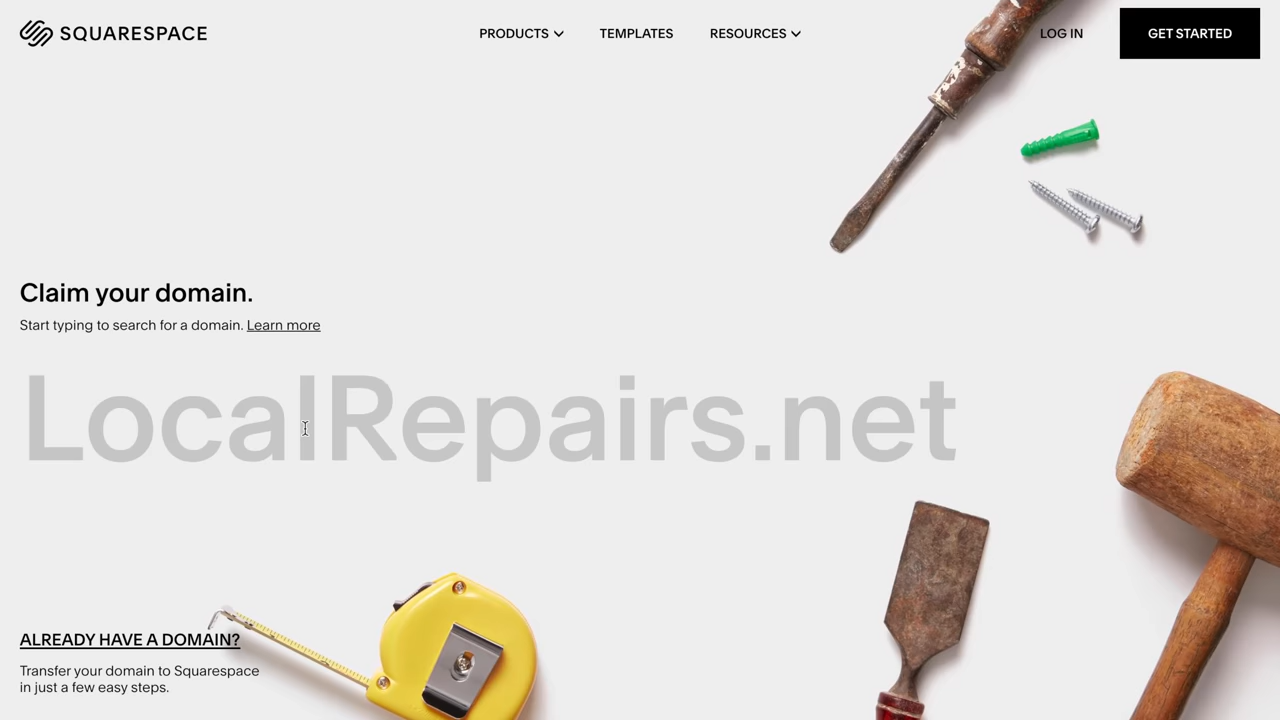 SQUARESPACE
PRODUCTS
TEMPLATES
RESOURCES
LOG IN
GET STARTED
Claim your domain.
Start typing to search for a domain. Learn more
LocalRepairs.net
ALREADY HAVE A DOMAIN?
Transfer your domain to Squarespace
in just a few easy steps.